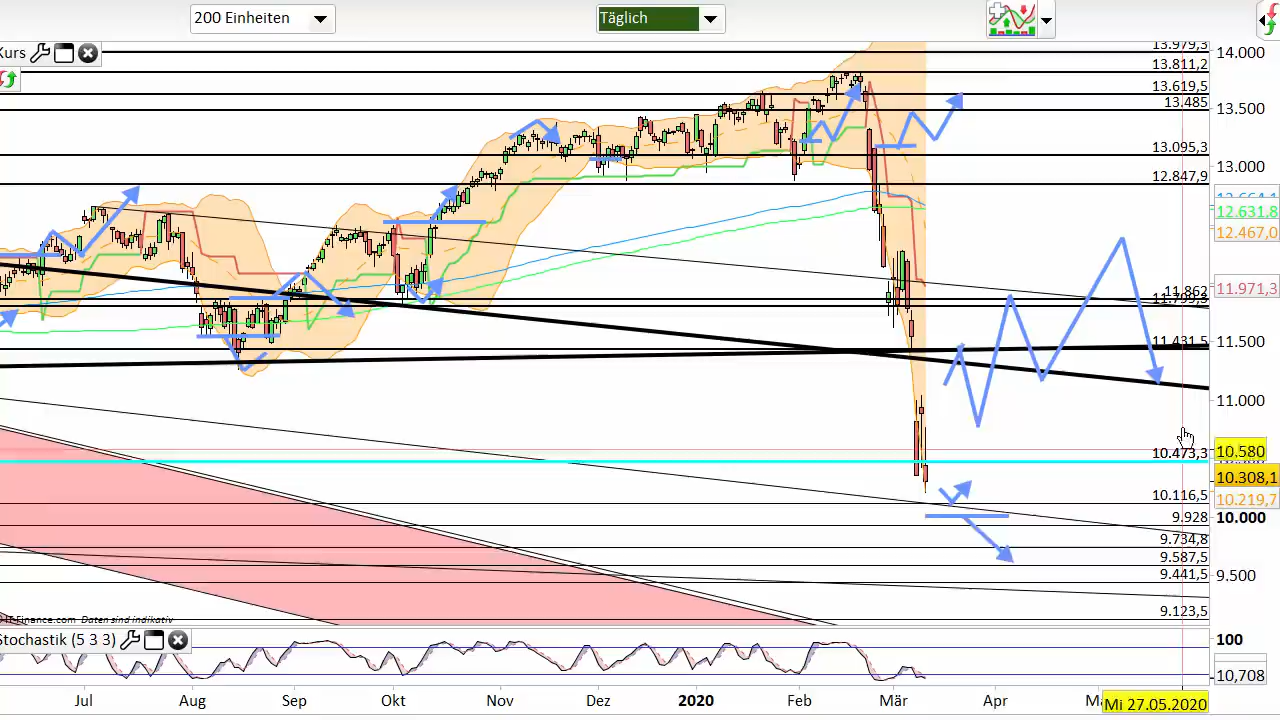 200 Einheiten
Täglich
Kurs
13.979,3
14.000
13.811,2
13.619,5
13.485
13.500
13.095,3
13.000
12.847,9
12.664,1
12.631,8
12.467,0
11.862
11.799,3
11.971,3
11.431,5
11.500
11.000
10.473,3
10.580
10.308,1
10.116,5
10.219,7
9.928
10.000
9.734,8
9.587,5
9.441,5
9.500
9.123,5
IT-Finance.com Daten sind indikativ
Stochastik (5 3 3)
100
10,708
Jul
Aug
Sep
Okt
Nov
Dez
2020
Feb
Mär
Apr
Mi 27.05.2020